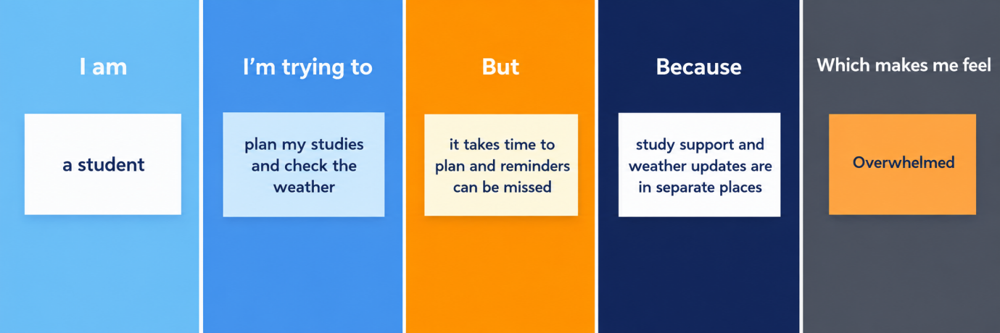 I am
a student
I’m trying to
plan my studies
and check the
weather
But
it takes time to
plan and reminders
can be missed
Because
study support and
weather updates are
in separate places
Which makes me feel
Overwhelmed